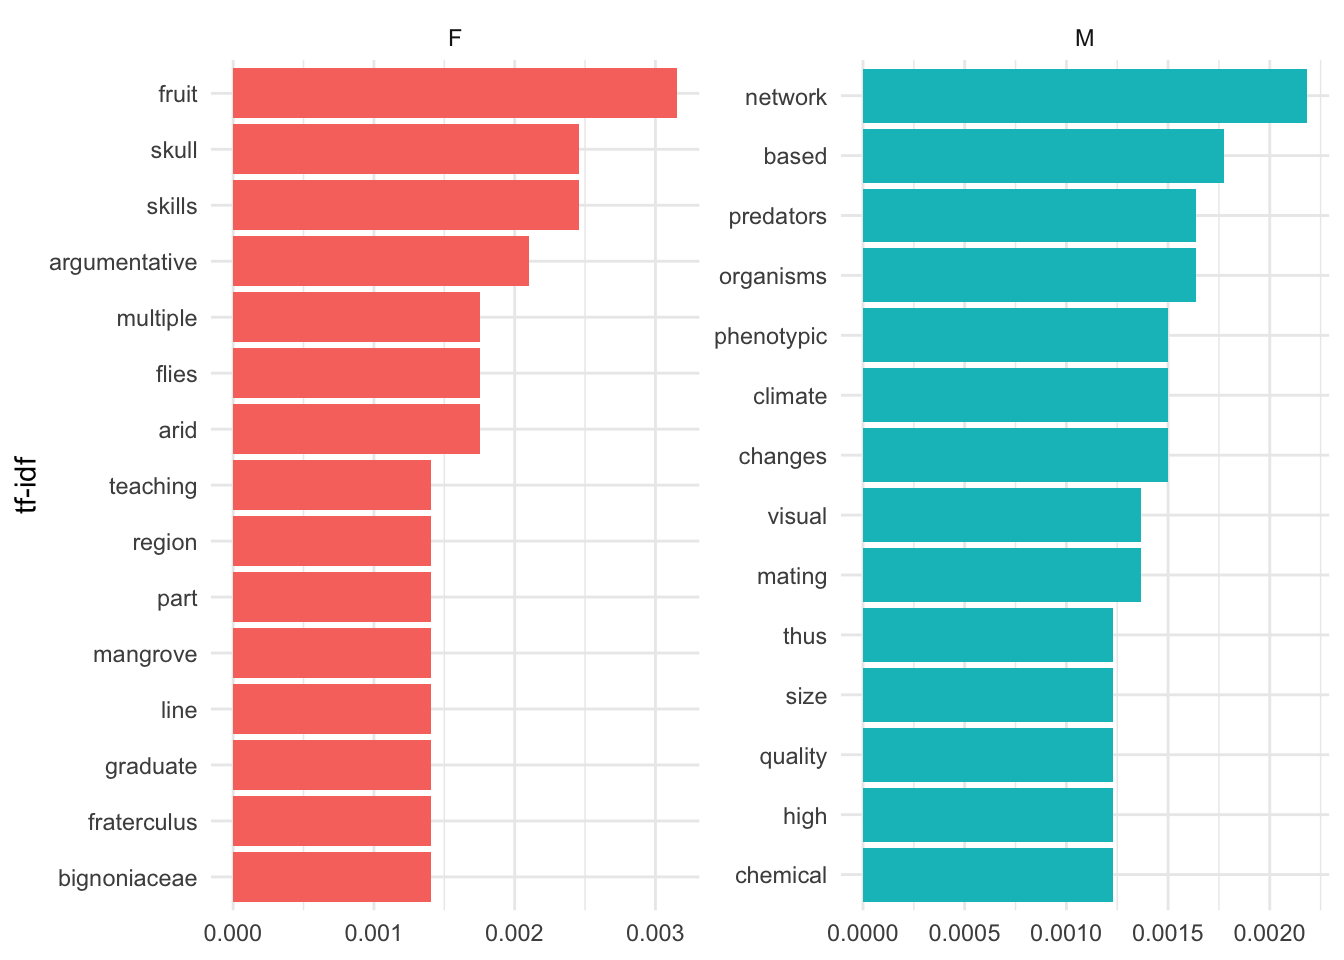 F
fruit
skull
skills
argumentative
multiple
flies
arid
teaching
region
part
mangrove
line
graduate
fraterculus
bignoniaceae
0.000 0.001 0.002 0.003
M
network
based
predators
organisms
phenotypic
climate
changes
visual
mating
thus
size
quality
high
chemical
0.0000 0.0005 0.0010 0.0015 0.0020
tf-idf